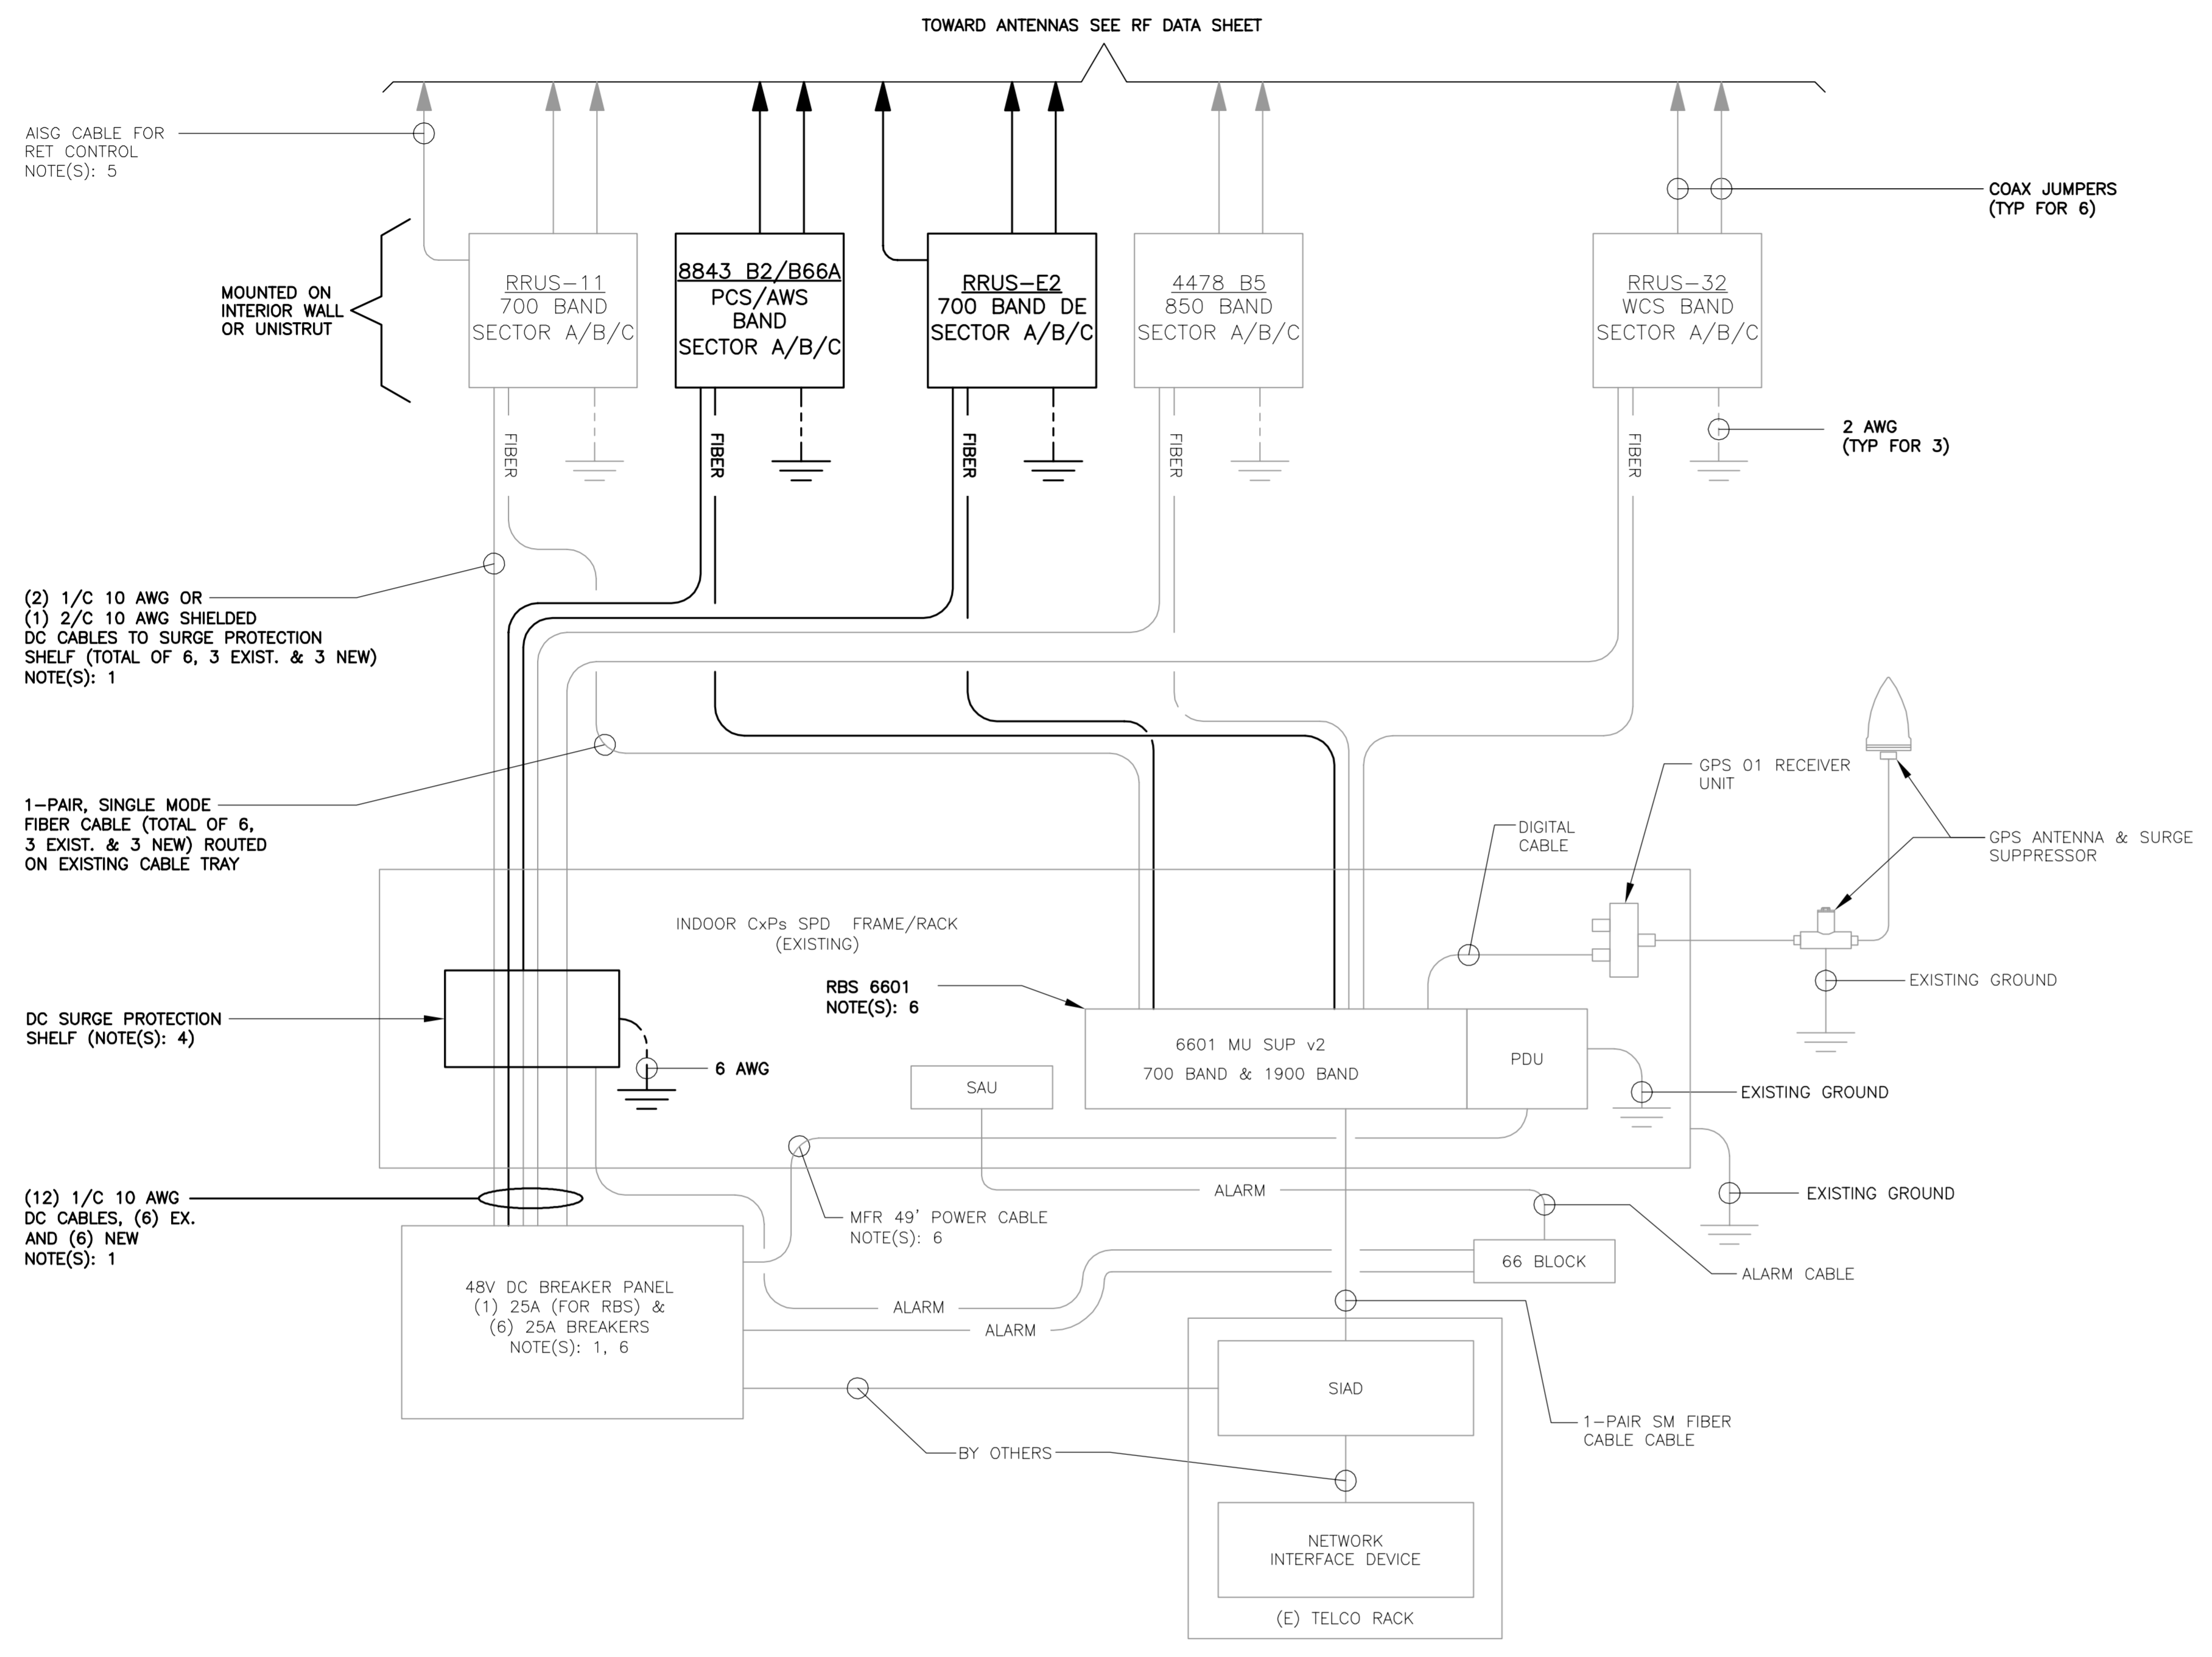 TOWARD ANTENNAS SEE RF DATA SHEET
AISG CABLE FOR
RET CONTROL
NOTE(S): 5
COAX JUMPERS
(TYP FOR 6)
MOUNTED ON
INTERIOR WALL
OR UNISTRUT
RRUS-11
700 BAND
SECTOR A/B/C
8843 B2/B66A
PCS/AWS
BAND
SECTOR A/B/C
RRUS-E2
700 BAND DE
SECTOR A/B/C
4478 B5
850 BAND
SECTOR A/B/C
RRUS-32
WCS BAND
SECTOR A/B/C
FIBER
FIBER
FIBER
FIBER
FIBER
2 AWG
(TYP FOR 3)
(2) 1/C 10 AWG OR
(1) 2/C 10 AWG SHIELDED
DC CABLES TO SURGE PROTECTION
SHELF (TOTAL OF 6, 3 EXIST. & 3 NEW)
NOTE(S): 1
1-PAIR, SINGLE MODE
FIBER CABLE (TOTAL OF 6,
3 EXIST. & 3 NEW) ROUTED
ON EXISTING CABLE TRAY
GPS 01 RECEIVER
UNIT
DIGITAL
CABLE
GPS ANTENNA & SURGE
SUPPRESSOR
INDOOR CxPs SPD FRAME/RACK
(EXISTING)
RBS 6601
NOTE(S): 6
EXISTING GROUND
DC SURGE PROTECTION
SHELF (NOTE(S): 4)
6 AWG
SAU
6601 MU SUP v2
700 BAND & 1900 BAND
PDU
EXISTING GROUND
(12) 1/C 10 AWG
DC CABLES, (6) EX.
AND (6) NEW
NOTE(S): 1
MFR 49' POWER CABLE
NOTE(S): 6
ALARM
EXISTING GROUND
66 BLOCK
ALARM CABLE
48V DC BREAKER PANEL
(1) 25A (FOR RBS) &
(6) 25A BREAKERS
NOTE(S): 1, 6
ALARM
ALARM
SIAD
1-PAIR SM FIBER
CABLE CABLE
BY OTHERS
NETWORK
INTERFACE DEVICE
(E) TELCO RACK